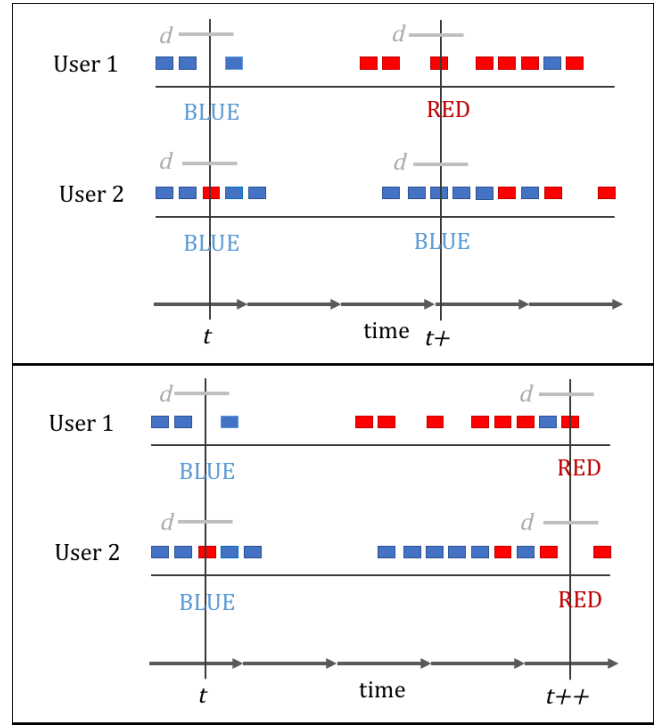 d d
User 1
BLUE RED
d d
User 2
BLUE BLUE
t time t+
d d
User 1
BLUE RED
d d
User 2
BLUE RED
t time t++